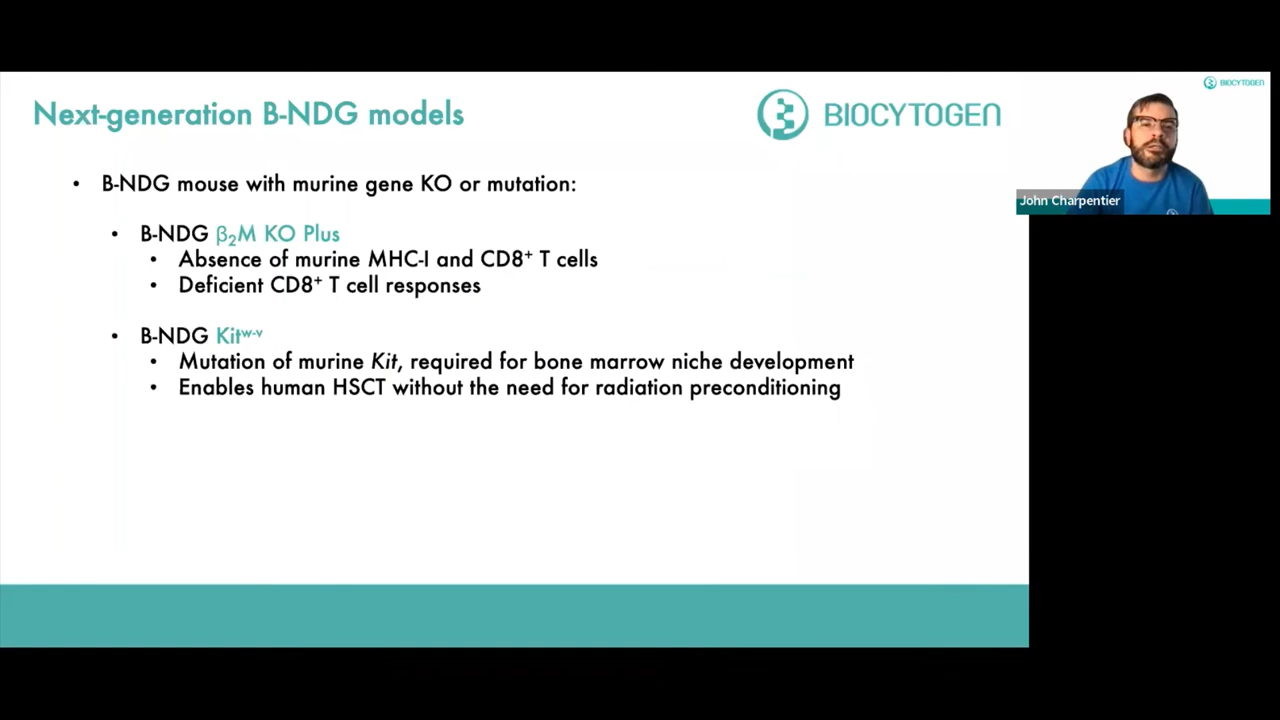 Next-generation B-NDG models
BIOCYTOGEN
BIOCYTOGEN
John Charpentier
• B-NDG mouse with murine gene KO or mutation:
• B-NDG β₂M KO Plus
• Absence of murine MHC-I and CD8⁺ T cells
• Deficient CD8⁺ T cell responses
• B-NDG Kitʷ⁻ᵛ
• Mutation of murine Kit, required for bone marrow niche development
• Enables human HSCT without the need for radiation preconditioning